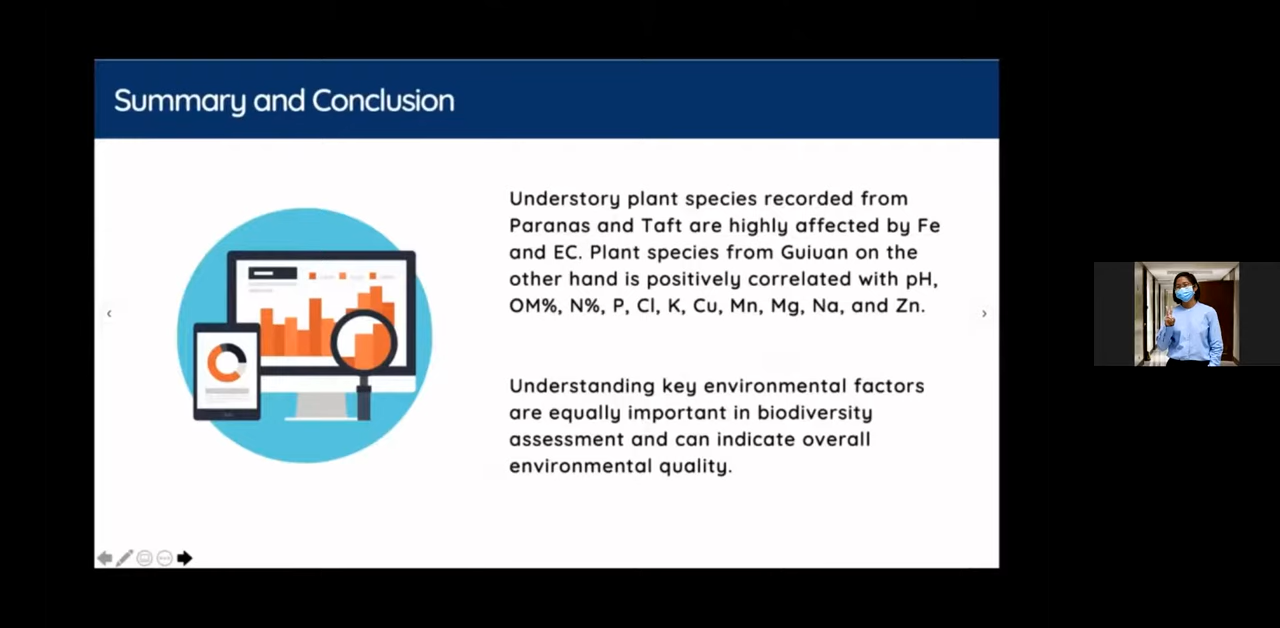 Summary and Conclusion
Understory plant species recorded from
Paranas and Taft are highly affected by Fe
and EC. Plant species from Guiuan on the
other hand is positively correlated with pH,
OM%, N%, P, Cl, K, Cu, Mn, Mg, Na, and Zn.
Understanding key environmental factors
are equally important in biodiversity
assessment and can indicate overall
environmental quality.